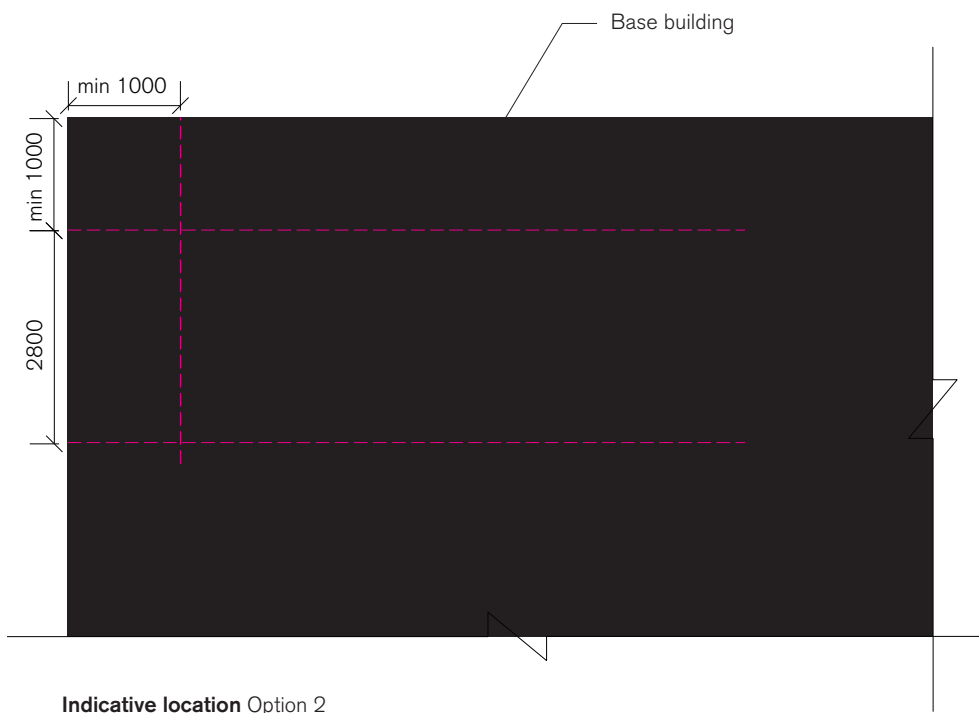 Base building
min 1000
min 1000
2800
Indicative location Option 2